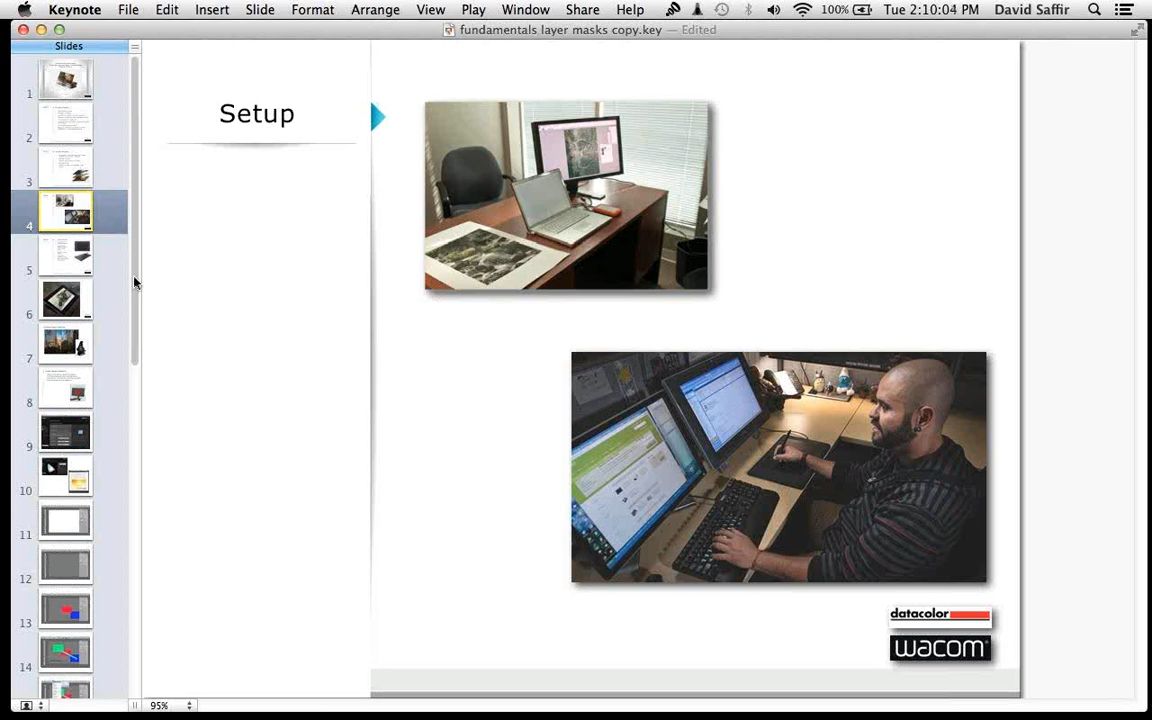 Keynote File Edit Insert Slide Format Arrange View Play Window Share Help 100% Tue 2:10:04 PM David Saffir
fundamentals layer masks copy.key — Edited
Slides
1
2
3
4
5
6
7
8
9
10
11
12
13
14
Setup
datacolor
wacom
95%